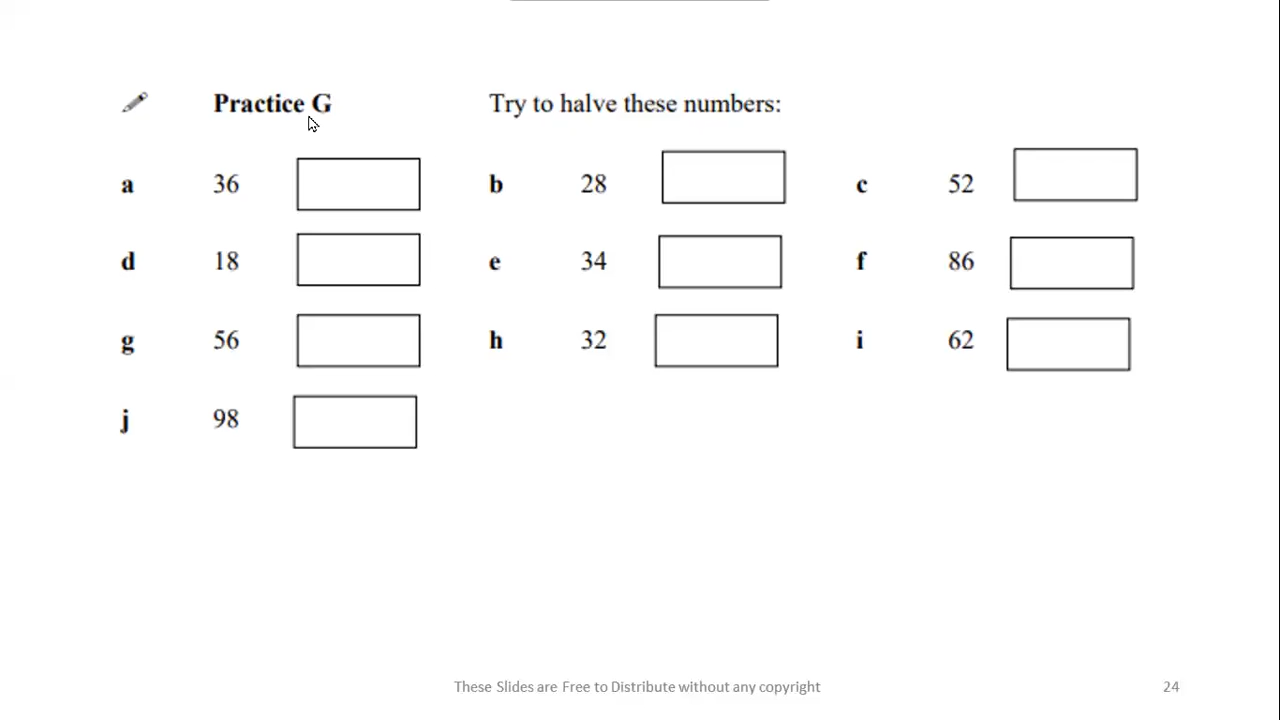 Practice G Try to halve these numbers:
a 36 b 28 c 52
d 18 e 34 f 86
g 56 h 32 i 62
j 98
These Slides are Free to Distribute without any copyright 24